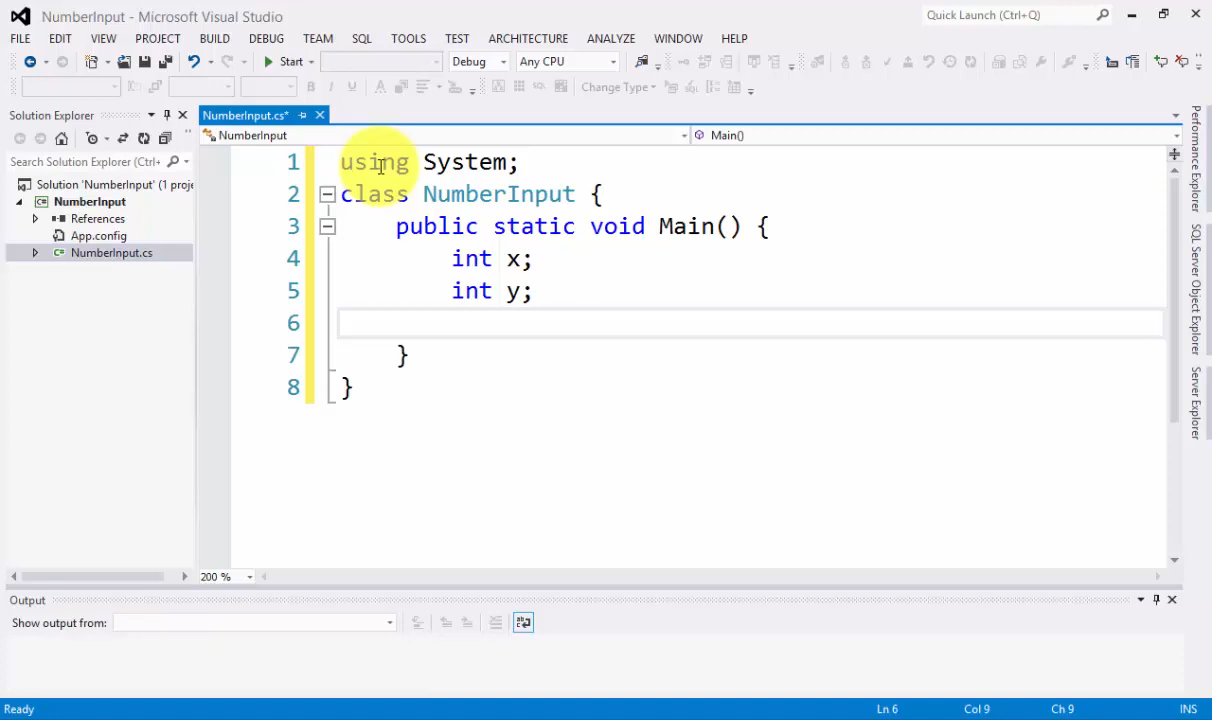 NumberInput - Microsoft Visual Studio
Quick Launch (Ctrl+Q)
FILE EDIT VIEW PROJECT BUILD DEBUG TEAM SQL TOOLS TEST ARCHITECTURE ANALYZE WINDOW HELP
Start Debug Any CPU
Change Type
Solution Explorer
NumberInput.cs*
NumberInput
Main()
Search Solution Explorer (Ctrl+
Solution 'NumberInput' (1 proje
NumberInput
References
App.config
NumberInput.cs
1 using System;
2 class NumberInput {
3 public static void Main() {
4 int x;
5 int y;
6
7 }
8 }
200 %
Performance Explorer
SQL Server Object Explorer
Server Explorer
Output
Show output from:
Ready
Ln 6
Col 9
Ch 9
INS